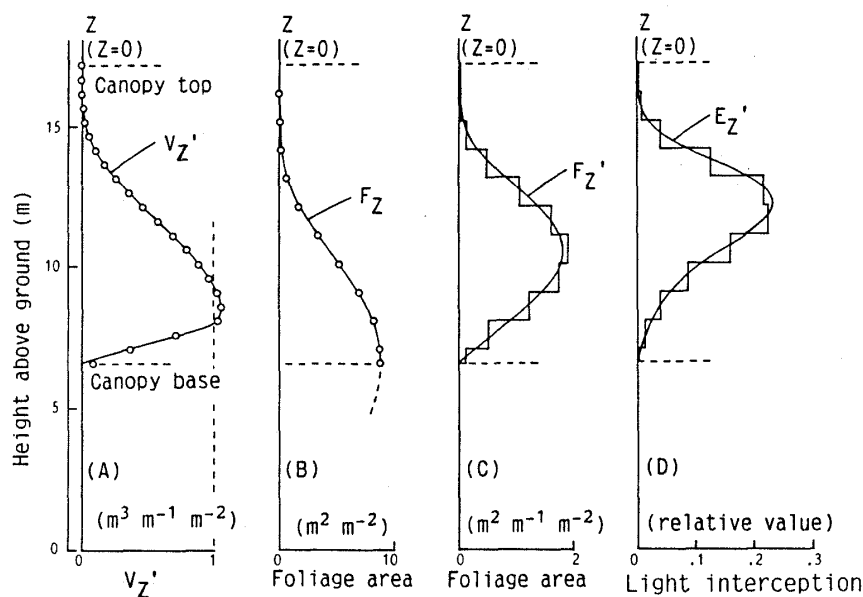 Z
(Z=0)
Z
(Z=0)
Z
(Z=0)
Z
(Z=0)
Canopy top
15
V_Z'
F_Z
F_Z'
E_Z'
Height above ground (m)
10
Canopy base
5
(A)
(B)
(C)
(D)
(m³ m⁻¹ m⁻²)
(m² m⁻²)
(m² m⁻¹ m⁻²)
(relative value)
0
0
1
0
10
0
2
0
.1
.2
.3
V_Z'
Foliage area
Foliage area
Light interception